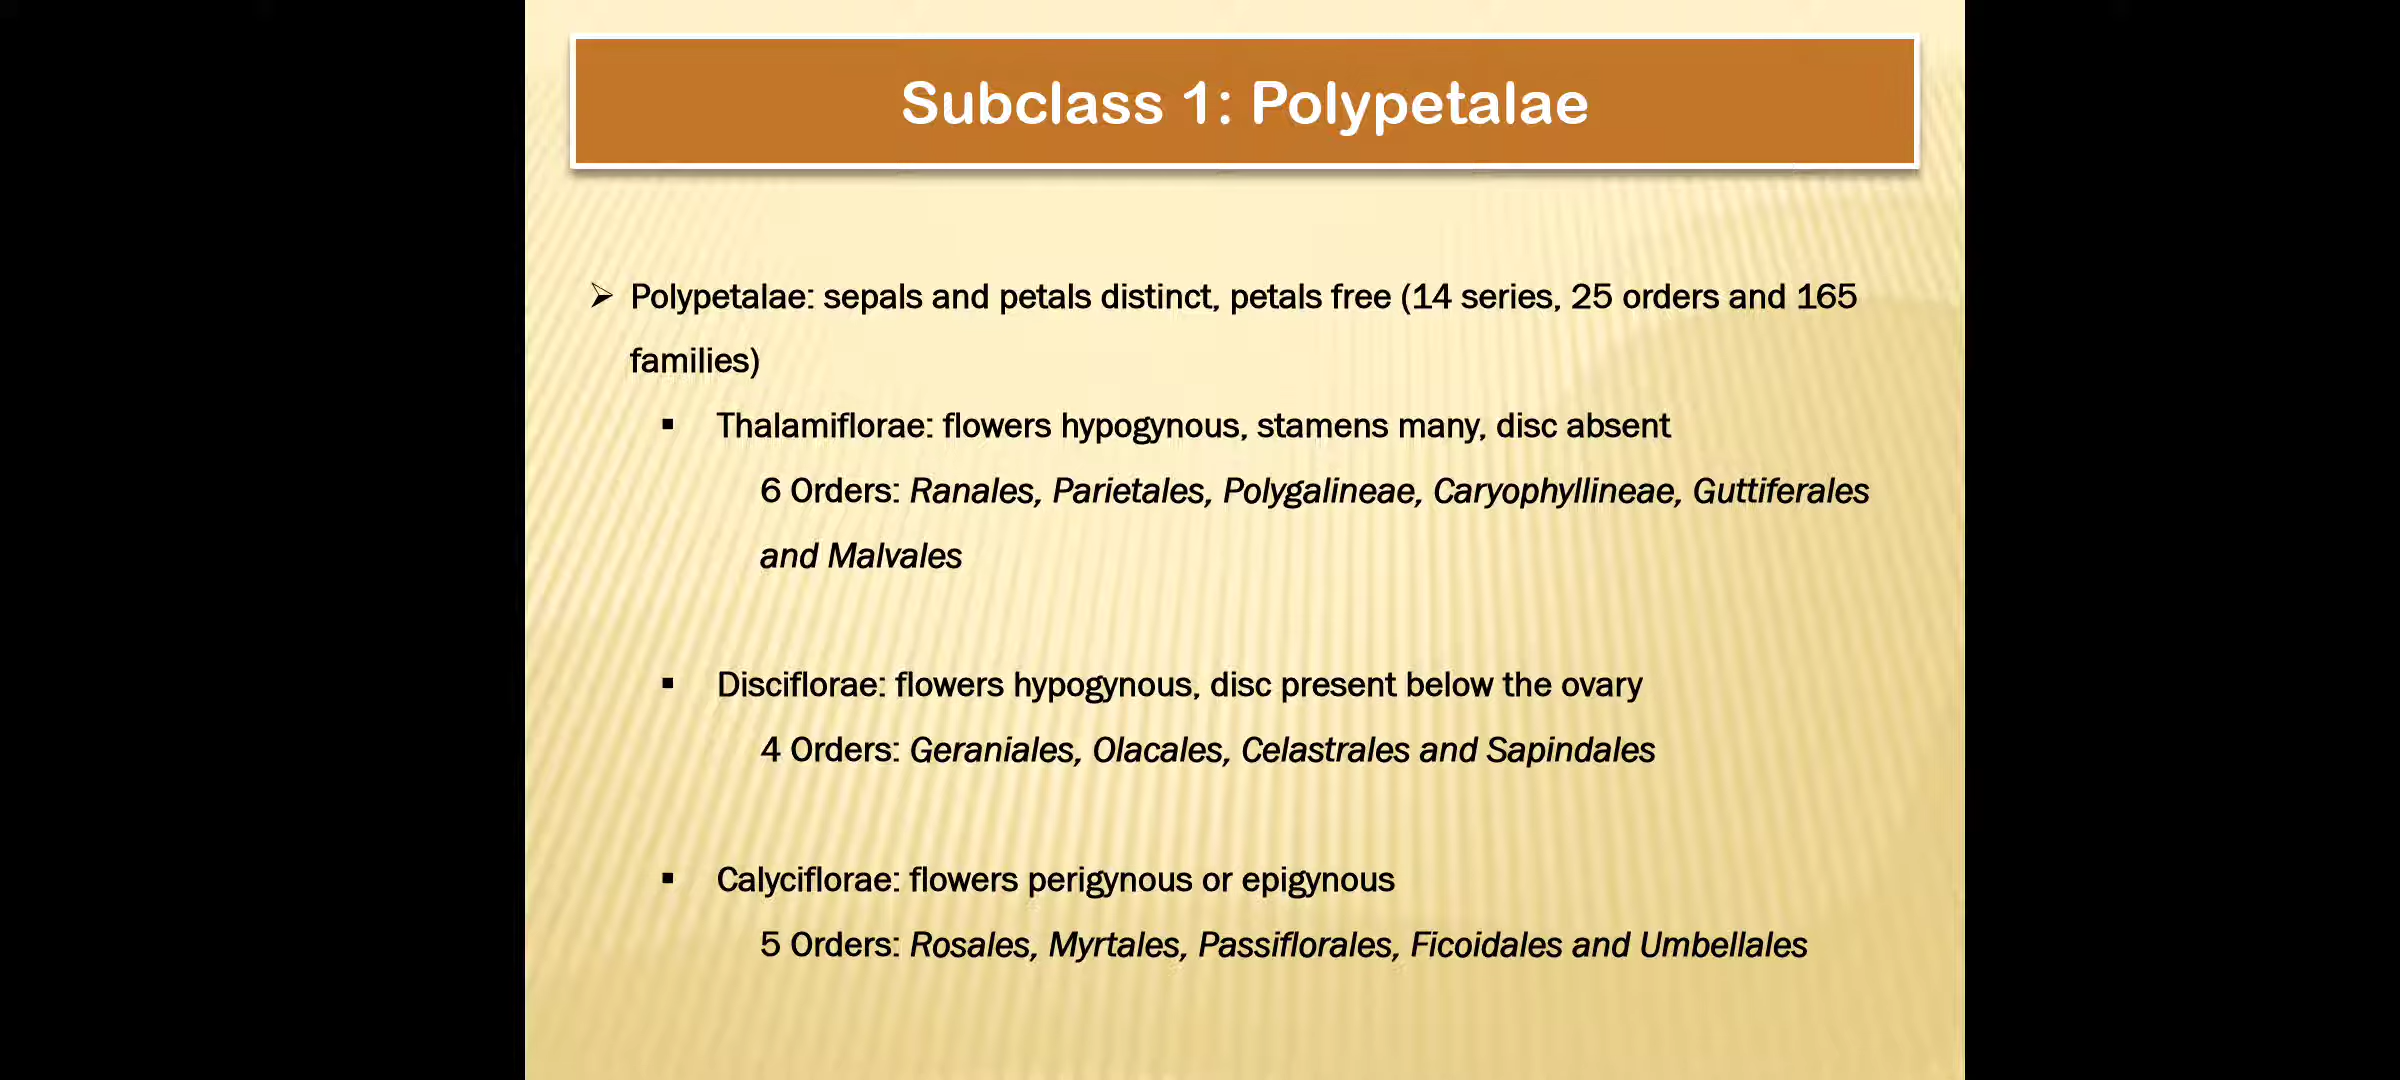 Subclass 1: Polypetalae
➢ Polypetalae: sepals and petals distinct, petals free (14 series, 25 orders and 165
families)
▪ Thalamiflorae: flowers hypogynous, stamens many, disc absent
6 Orders: Ranales, Parietales, Polygalineae, Caryophyllineae, Guttiferales
and Malvales
▪ Disciflorae: flowers hypogynous, disc present below the ovary
4 Orders: Geraniales, Olacales, Celastrales and Sapindales
▪ Calyciflorae: flowers perigynous or epigynous
5 Orders: Rosales, Myrtales, Passiflorales, Ficoidales and Umbellales